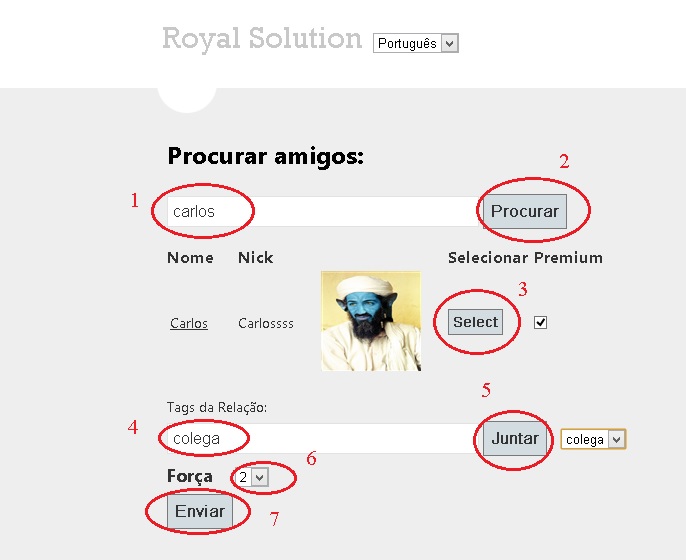 Royal Solution Português
Procurar amigos:
1 carlos Procurar 2
Nome Nick Selecionar Premium
3
Carlos Carlossss Select
Tags da Relação:
4 colega 5 Juntar colega
Força 2 6
Enviar 7